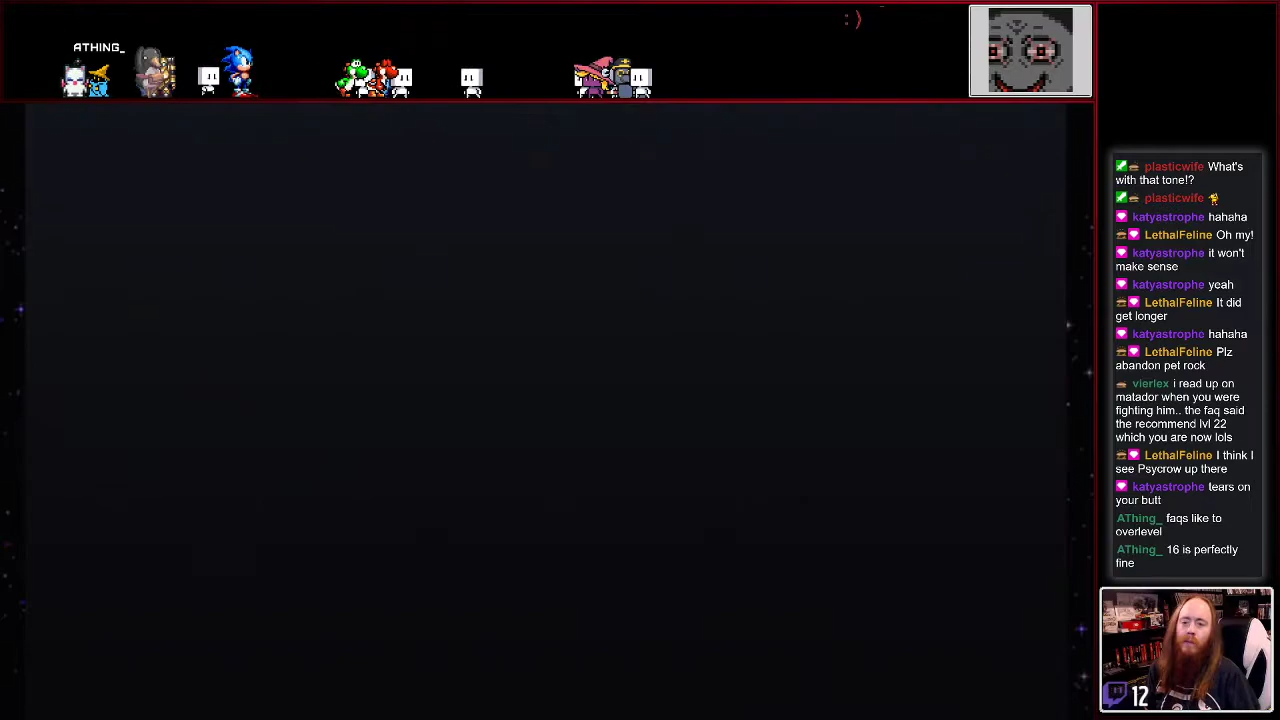 ATHING_
:)
plasticwife What's
with that tone!?
plasticwife
katyastrophe hahaha
LethalFeline Oh my!
katyastrophe it won't
make sense
katyastrophe yeah
LethalFeline It did
get longer
katyastrophe hahaha
LethalFeline Plz
abandon pet rock
vierlex i read up on
matador when you were
fighting him.. the faq said
the recommend lvl 22
which you are now lols
LethalFeline I think I
see Psycrow up there
katyastrophe tears on
your butt
AThing_ faqs like to
overlevel
AThing_ 16 is perfectly
fine
12